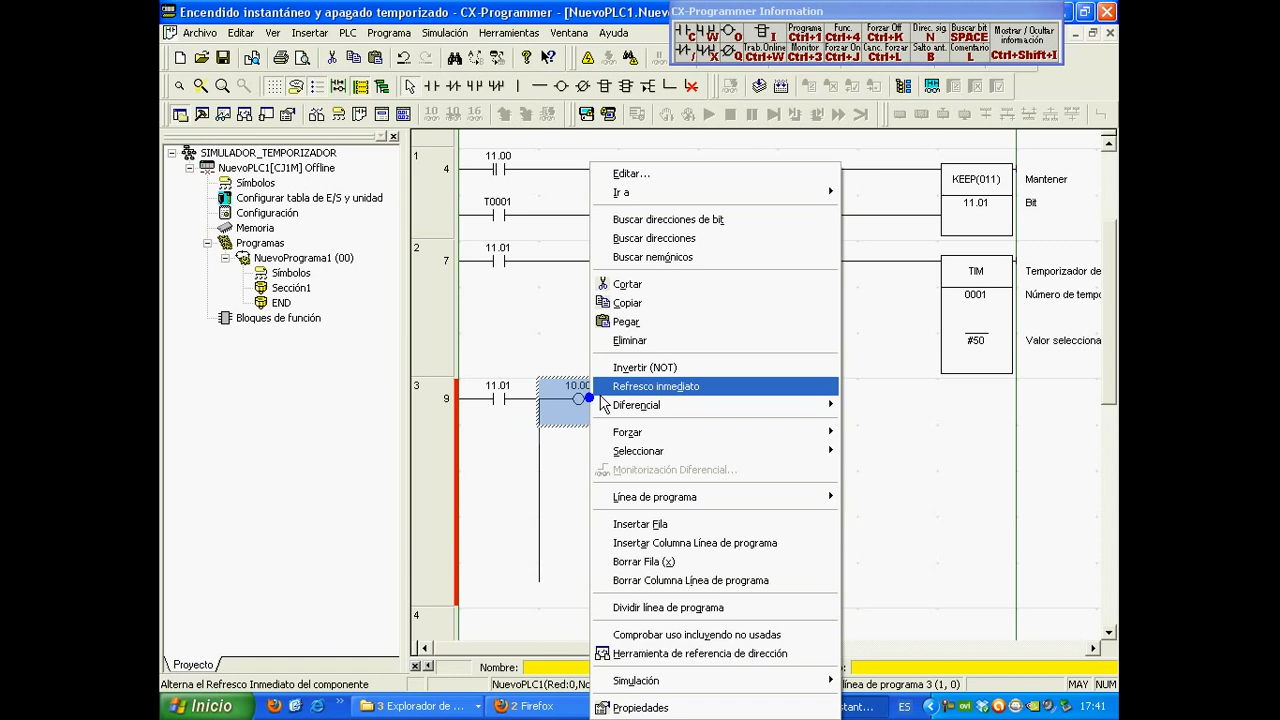 Encendido instantáneo y apagado temporizado - CX-Programmer - [NuevoPLC1.Nuevo
CX-Programmer Information
Archivo Editar Ver Insertar PLC Programa Simulación Herramientas Ventana Ayuda
C W O I
Programa Ctrl+1
Func. Ctrl+4
Forzar Off Ctrl+K
Direc. sig. N
Buscar bit SPACE
Mostrar / Ocultar información Ctrl+Shift+I
/ X Q
Trab. Online Ctrl+W
Monitor Ctrl+3
Forzar On Ctrl+J
Canc. Forzar Ctrl+L
Salto ant. B
Comentario L
10 10 16
SIMULADOR_TEMPORIZADOR
NuevoPLC1[CJ1M] Offline
Símbolos
Configurar tabla de E/S y unidad
Configuración
Memoria
Programas
NuevoPrograma1 (00)
Símbolos
Sección1
END
Bloques de función
Proyecto
1
4
11.00
T0001
KEEP(011)
Mantener
11.01
Bit
2
7
11.01
TIM
Temporizador de
0001
Número de tempo
#50
Valor selecciona
3
9
11.01
10.00
4
Editar...
Ir a
Buscar direcciones de bit
Buscar direcciones
Buscar nemónicos
Cortar
Copiar
Pegar
Eliminar
Invertir (NOT)
Refresco inmediato
Diferencial
Forzar
Seleccionar
Monitorización Diferencial...
Línea de programa
Insertar Fila
Insertar Columna Línea de programa
Borrar Fila (x)
Borrar Columna Línea de programa
Dividir línea de programa
Comprobar uso incluyendo no usadas
Herramienta de referencia de dirección
Simulación
Propiedades
Nombre:
Alterna el Refresco Inmediato del componente
NuevoPLC1(Red:0,No
línea de programa 3 (1, 0)
MAY NUM
Inicio
3 Explorador de ...
2 Firefox
stant...
ES
ovi
17:41